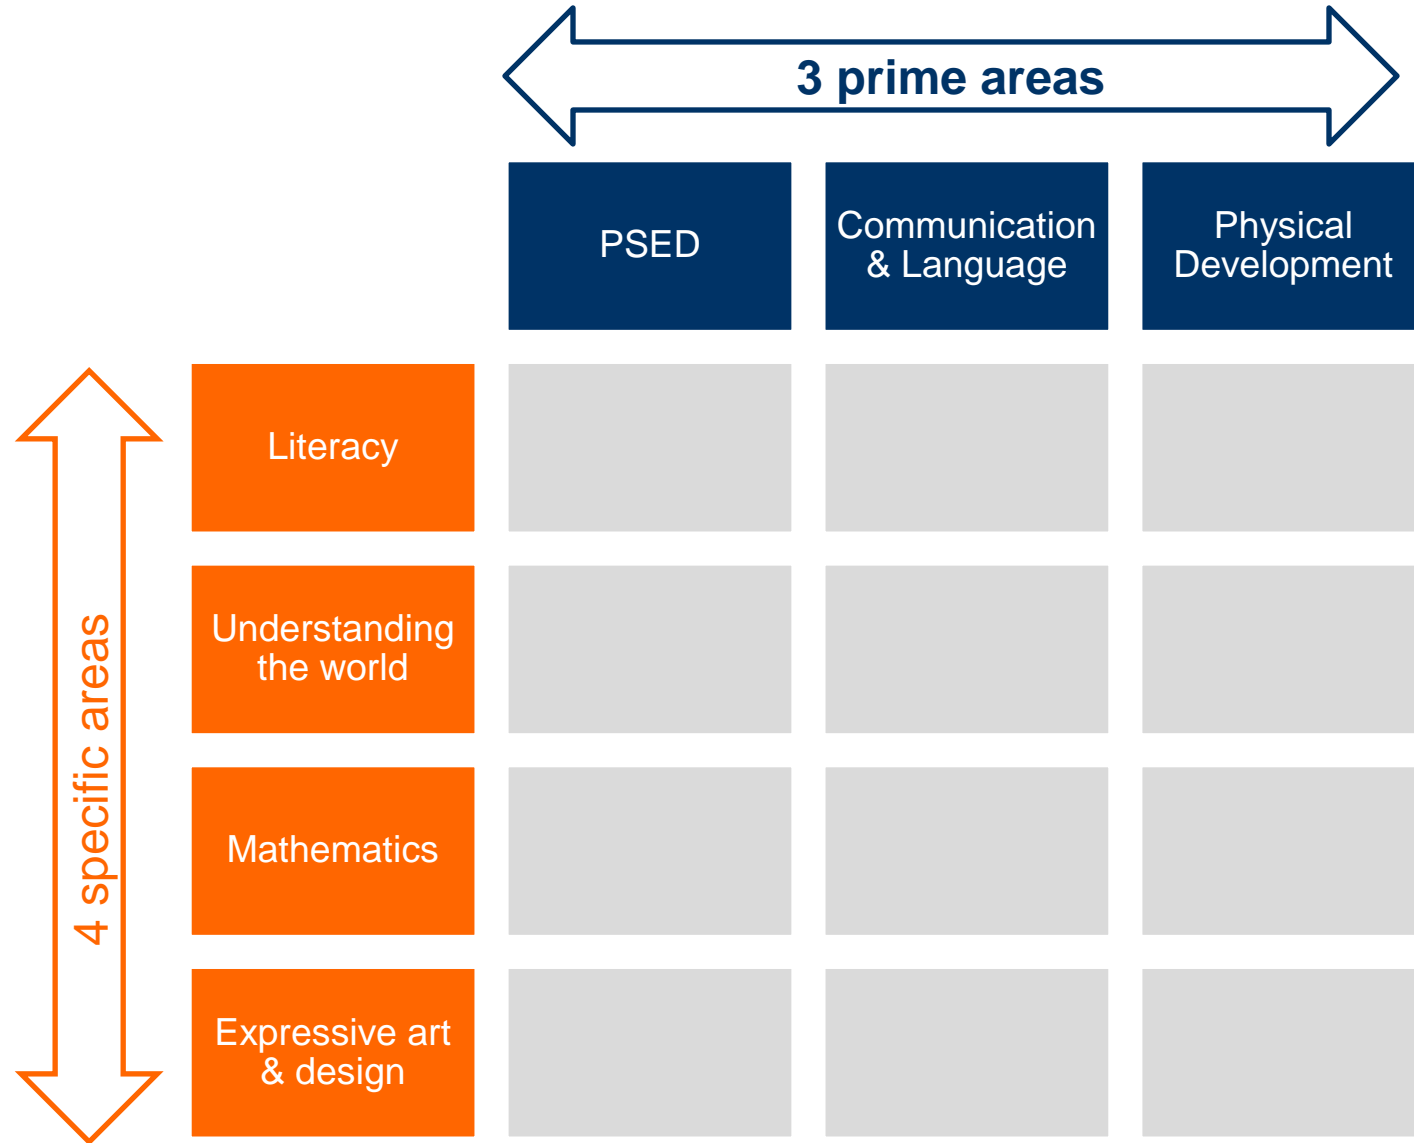 3 prime areas
PSED
Communication
& Language
Physical
Development
Literacy
Understanding
the world
Mathematics
Expressive art
& design
4 specific areas